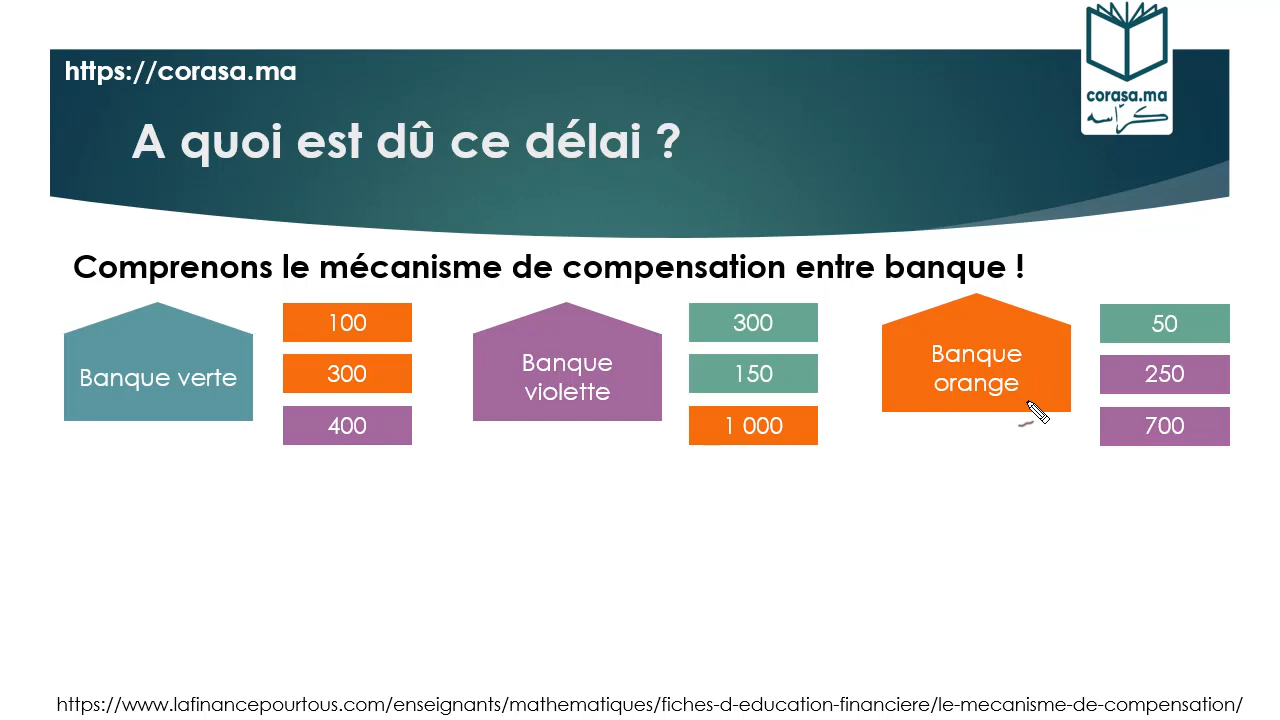 https://corasa.ma
corasa.ma
كرّاسة
A quoi est dû ce délai ?
Comprenons le mécanisme de compensation entre banque !
Banque verte
100
300
400
Banque
violette
300
150
1 000
Banque
orange
50
250
700
https://www.lafinancepourtous.com/enseignants/mathematiques/fiches-d-education-financiere/le-mecanisme-de-compensation/